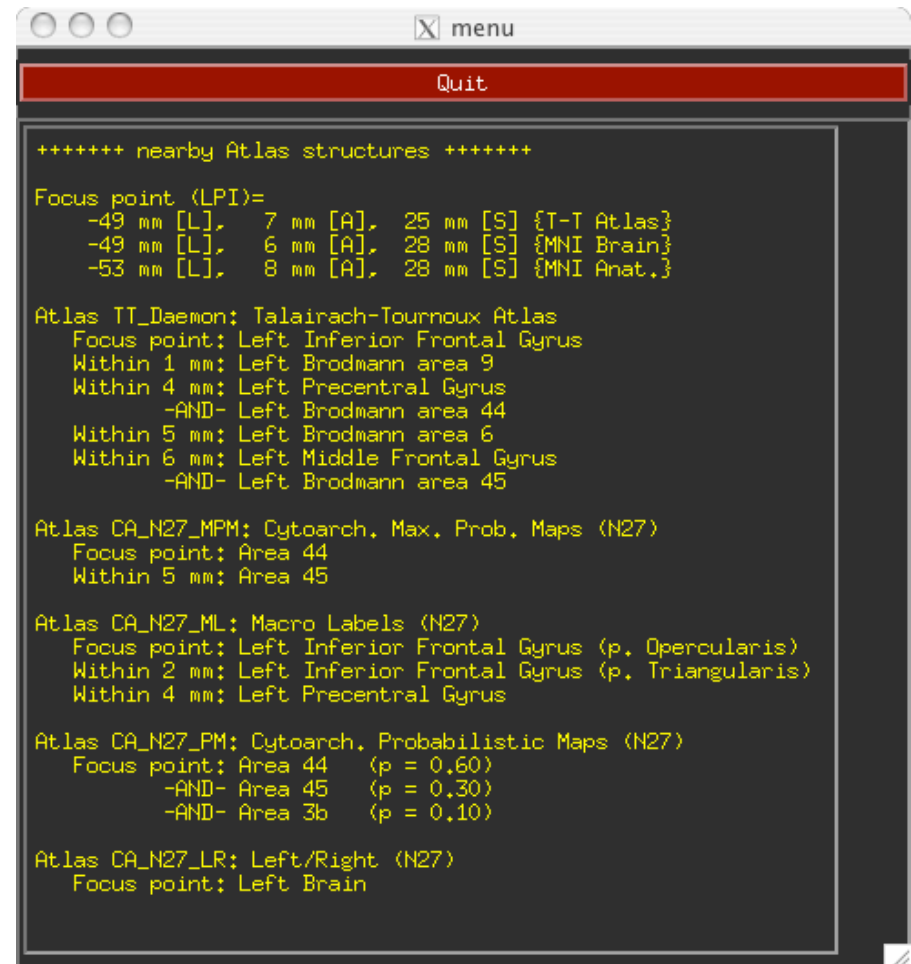 X menu
Quit
+++++++ nearby Atlas structures +++++++
Focus point (LPI)=
-49 mm [L], 7 mm [A], 25 mm [S] {T-T Atlas}
-49 mm [L], 6 mm [A], 28 mm [S] {MNI Brain}
-53 mm [L], 8 mm [A], 28 mm [S] {MNI Anat.}
Atlas TT_Daemon: Talairach-Tournoux Atlas
Focus point: Left Inferior Frontal Gyrus
Within 1 mm: Left Brodmann area 9
Within 4 mm: Left Precentral Gyrus
-AND- Left Brodmann area 44
Within 5 mm: Left Brodmann area 6
Within 6 mm: Left Middle Frontal Gyrus
-AND- Left Brodmann area 45
Atlas CA_N27_MPM: Cytoarch. Max. Prob. Maps (N27)
Focus point: Area 44
Within 5 mm: Area 45
Atlas CA_N27_ML: Macro Labels (N27)
Focus point: Left Inferior Frontal Gyrus (p. Opercularis)
Within 2 mm: Left Inferior Frontal Gyrus (p. Triangularis)
Within 4 mm: Left Precentral Gyrus
Atlas CA_N27_PM: Cytoarch. Probabilistic Maps (N27)
Focus point: Area 44 (p = 0.60)
-AND- Area 45 (p = 0.30)
-AND- Area 3b (p = 0.10)
Atlas CA_N27_LR: Left/Right (N27)
Focus point: Left Brain